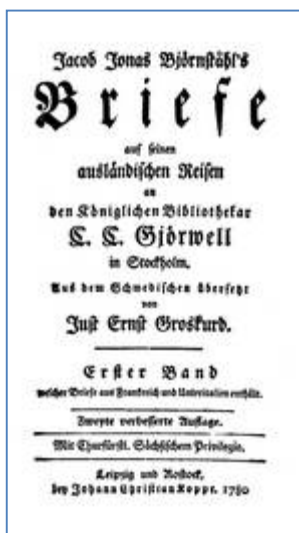 Jacob Jonas Björnståhl's
Briefe
auf seinen
ausländischen Reisen
an
den Königlichen Bibliothekar
C. C. Gjörwell
in Stockholm.
Aus dem Schwedischen übersetzt
von
Just Ernst Groskurd.
Erster Band
welcher Briefe aus Frankreich und Unteritalien enthält.
Zweyte verbesserte Auflage.
Mit Churfürstl. Sächsischem Privilegio.
Leipzig und Rostock,
bey Johann Christian Koppe. 1780